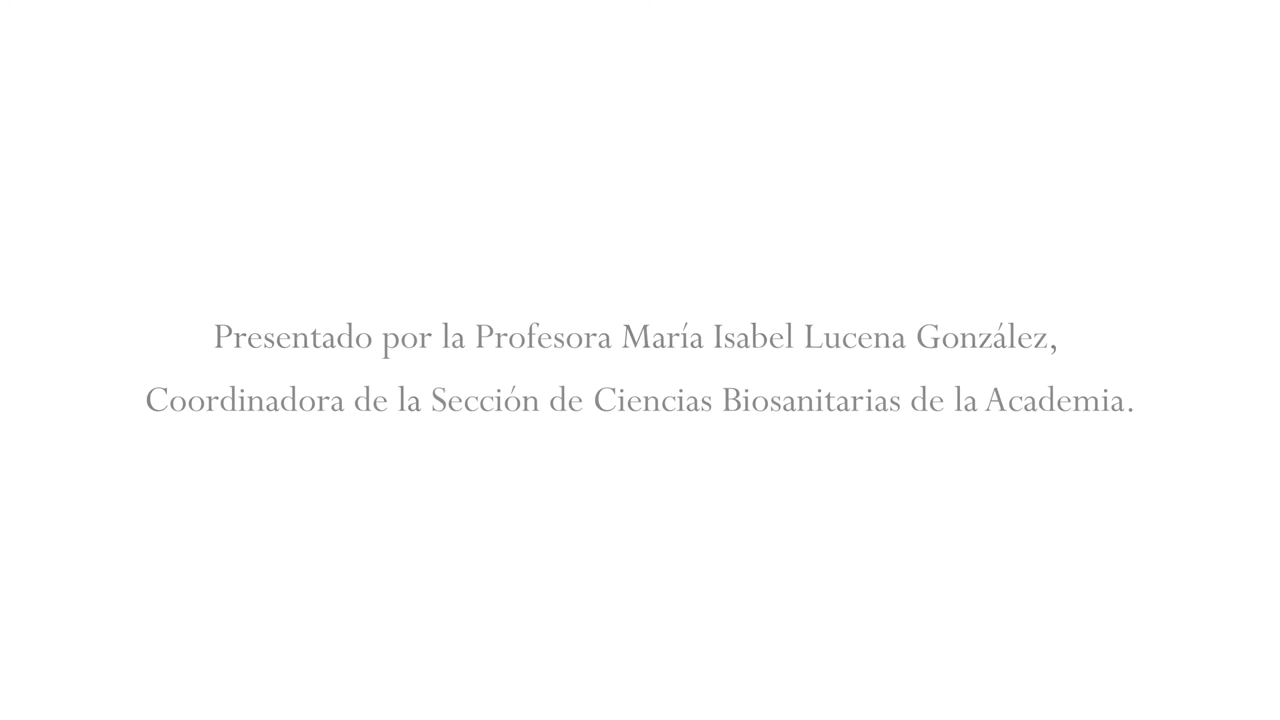 Presentado por la Profesora María Isabel Lucena González,
Coordinadora de la Sección de Ciencias Biosanitarias de la Academia.